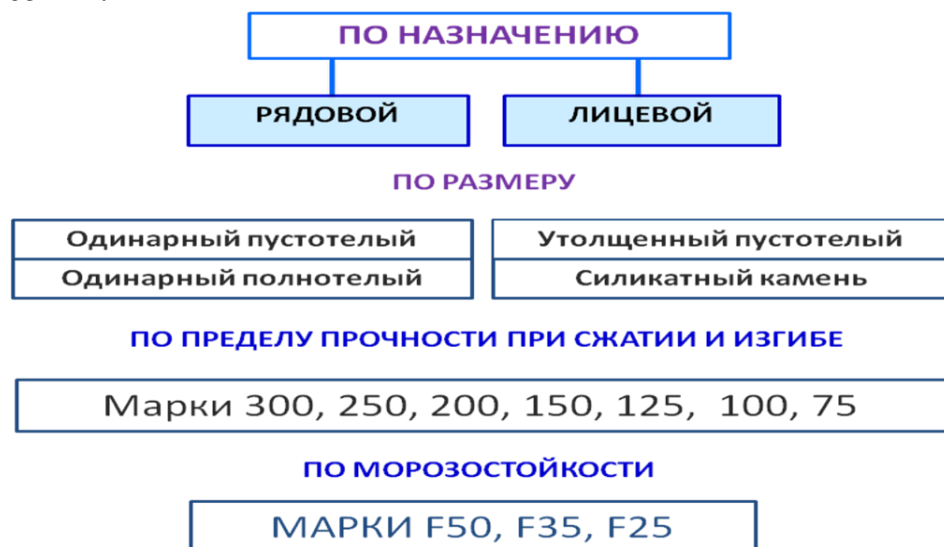 ПО НАЗНАЧЕНИЮ
РЯДОВОЙ
ЛИЦЕВОЙ
ПО РАЗМЕРУ
Одинарный пустотелый
Утолщенный пустотелый
Одинарный полнотелый
Силикатный камень
ПО ПРЕДЕЛУ ПРОЧНОСТИ ПРИ СЖАТИИ И ИЗГИБЕ
Марки 300, 250, 200, 150, 125, 100, 75
ПО МОРОЗОСТОЙКОСТИ
МАРКИ F50, F35, F25